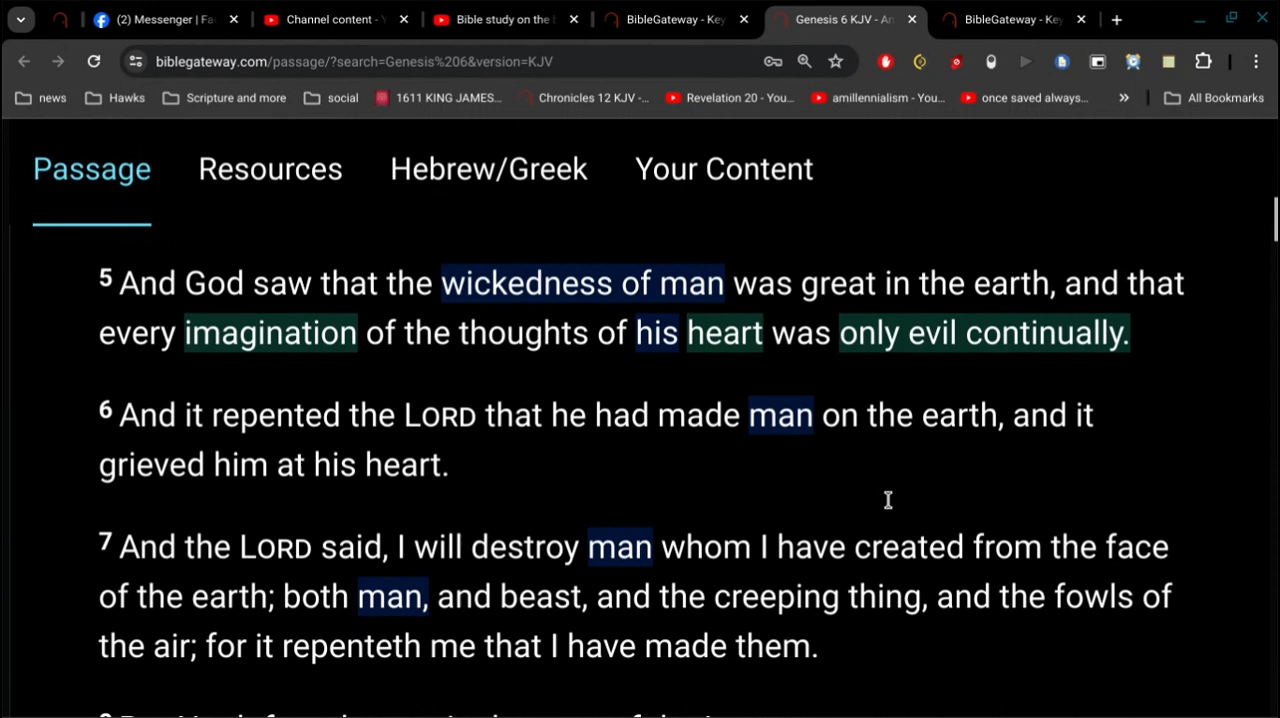 (2) Messenger | Fa
Channel content - Y
Bible study on the
BibleGateway - Key
Genesis 6 KJV - An
BibleGateway - Key
biblegateway.com/passage/?search=Genesis%206&version=KJV
news
Hawks
Scripture and more
social
1611 KING JAMES...
Chronicles 12 KJV -...
Revelation 20 - You...
amillennialism - You...
once saved always...
»
All Bookmarks
Passage
Resources
Hebrew/Greek
Your Content
5 And God saw that the wickedness of man was great in the earth, and that
every imagination of the thoughts of his heart was only evil continually.
6 And it repented the LORD that he had made man on the earth, and it
grieved him at his heart.
7 And the LORD said, I will destroy man whom I have created from the face
of the earth; both man, and beast, and the creeping thing, and the fowls of
the air; for it repenteth me that I have made them.